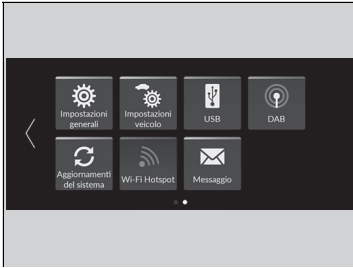 Impostazioni
generali
Impostazioni
veicolo
USB
DAB
Aggiornamenti
del sistema
Wi-Fi Hotspot
Messaggio